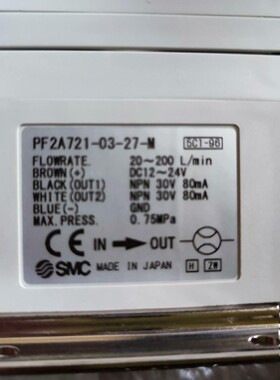 PF2A721-03-27-M 5C1-96
FLOWRATE. 20~200 L/min
BROWN(+) DC12~24V
BLACK(OUT1) NPN 30V 80mA
WHITE(OUT2) NPN 30V 80mA
BLUE(-) GND
MAX.PRESS. 0.75MPa
CE IN → OUT
SMC MADE IN JAPAN H ZW